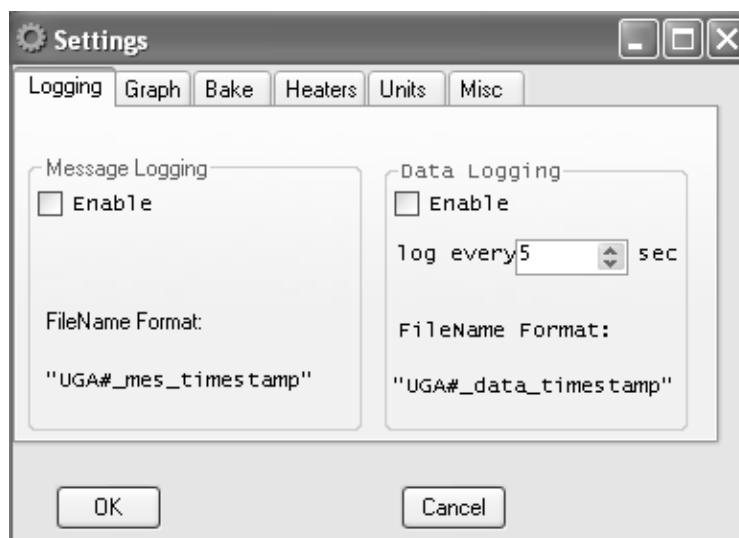 Settings
Logging Graph Bake Heaters Units Misc
Message Logging
Enable
FileName Format:
"UGA#_mes_timestamp"
Data Logging
Enable
log every 5 sec
FileName Format:
"UGA#_data_timestamp"
OK Cancel